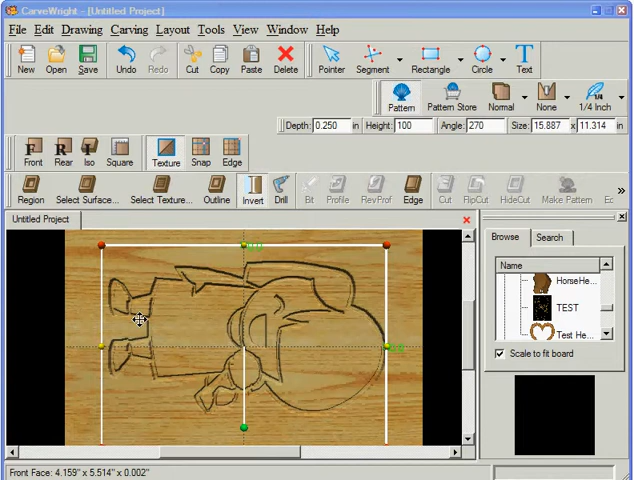 CarveWright - [Untitled Project]
File Edit Drawing Carving Layout Tools View Window Help
New Open Save Undo Redo Cut Copy Paste Delete Pointer Segment Rectangle Circle Text
Pattern Pattern Store Normal None 1/4 Inch
Depth: 0.250 in Height: 100 Angle: 270 Size: 15.887 x 11.314 in
Front Rear Iso Square Texture Snap Edge
Region Select Surface... Select Texture... Outline Invert Drill Bit Profile RevProf Edge Cut FlipCut HideCut Make Pattern
Untitled Project
Browse Search
Name
HorseHe...
TEST
Test He...
Scale to fit board
Front Face: 4.159" x 5.514" x 0.002"